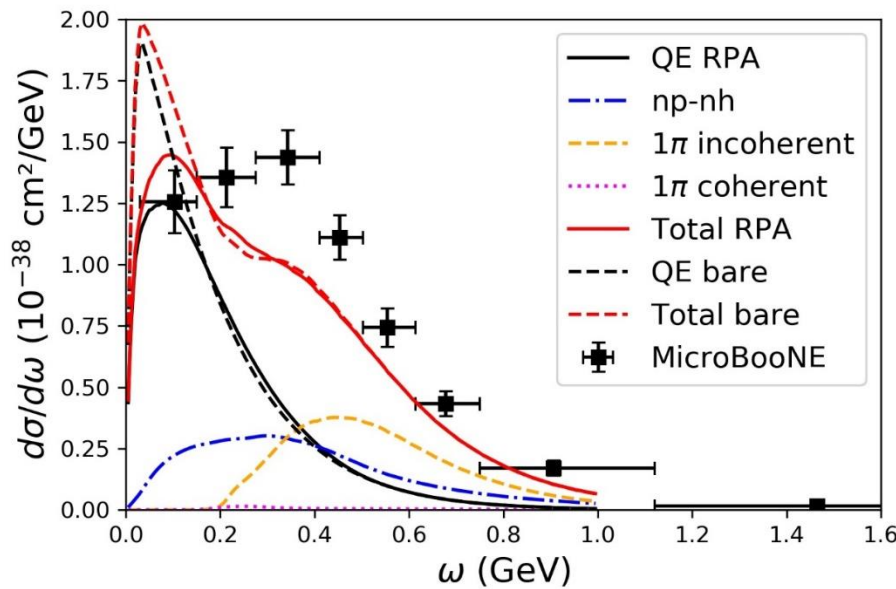 2.00
1.75
1.50
1.25
1.00
0.75
0.50
0.25
0.00
dσ/dω (10⁻³⁸ cm²/GeV)
QE RPA
np-nh
1π incoherent
1π coherent
Total RPA
QE bare
Total bare
MicroBooNE
0.0 0.2 0.4 0.6 0.8 1.0 1.2 1.4 1.6
ω (GeV)